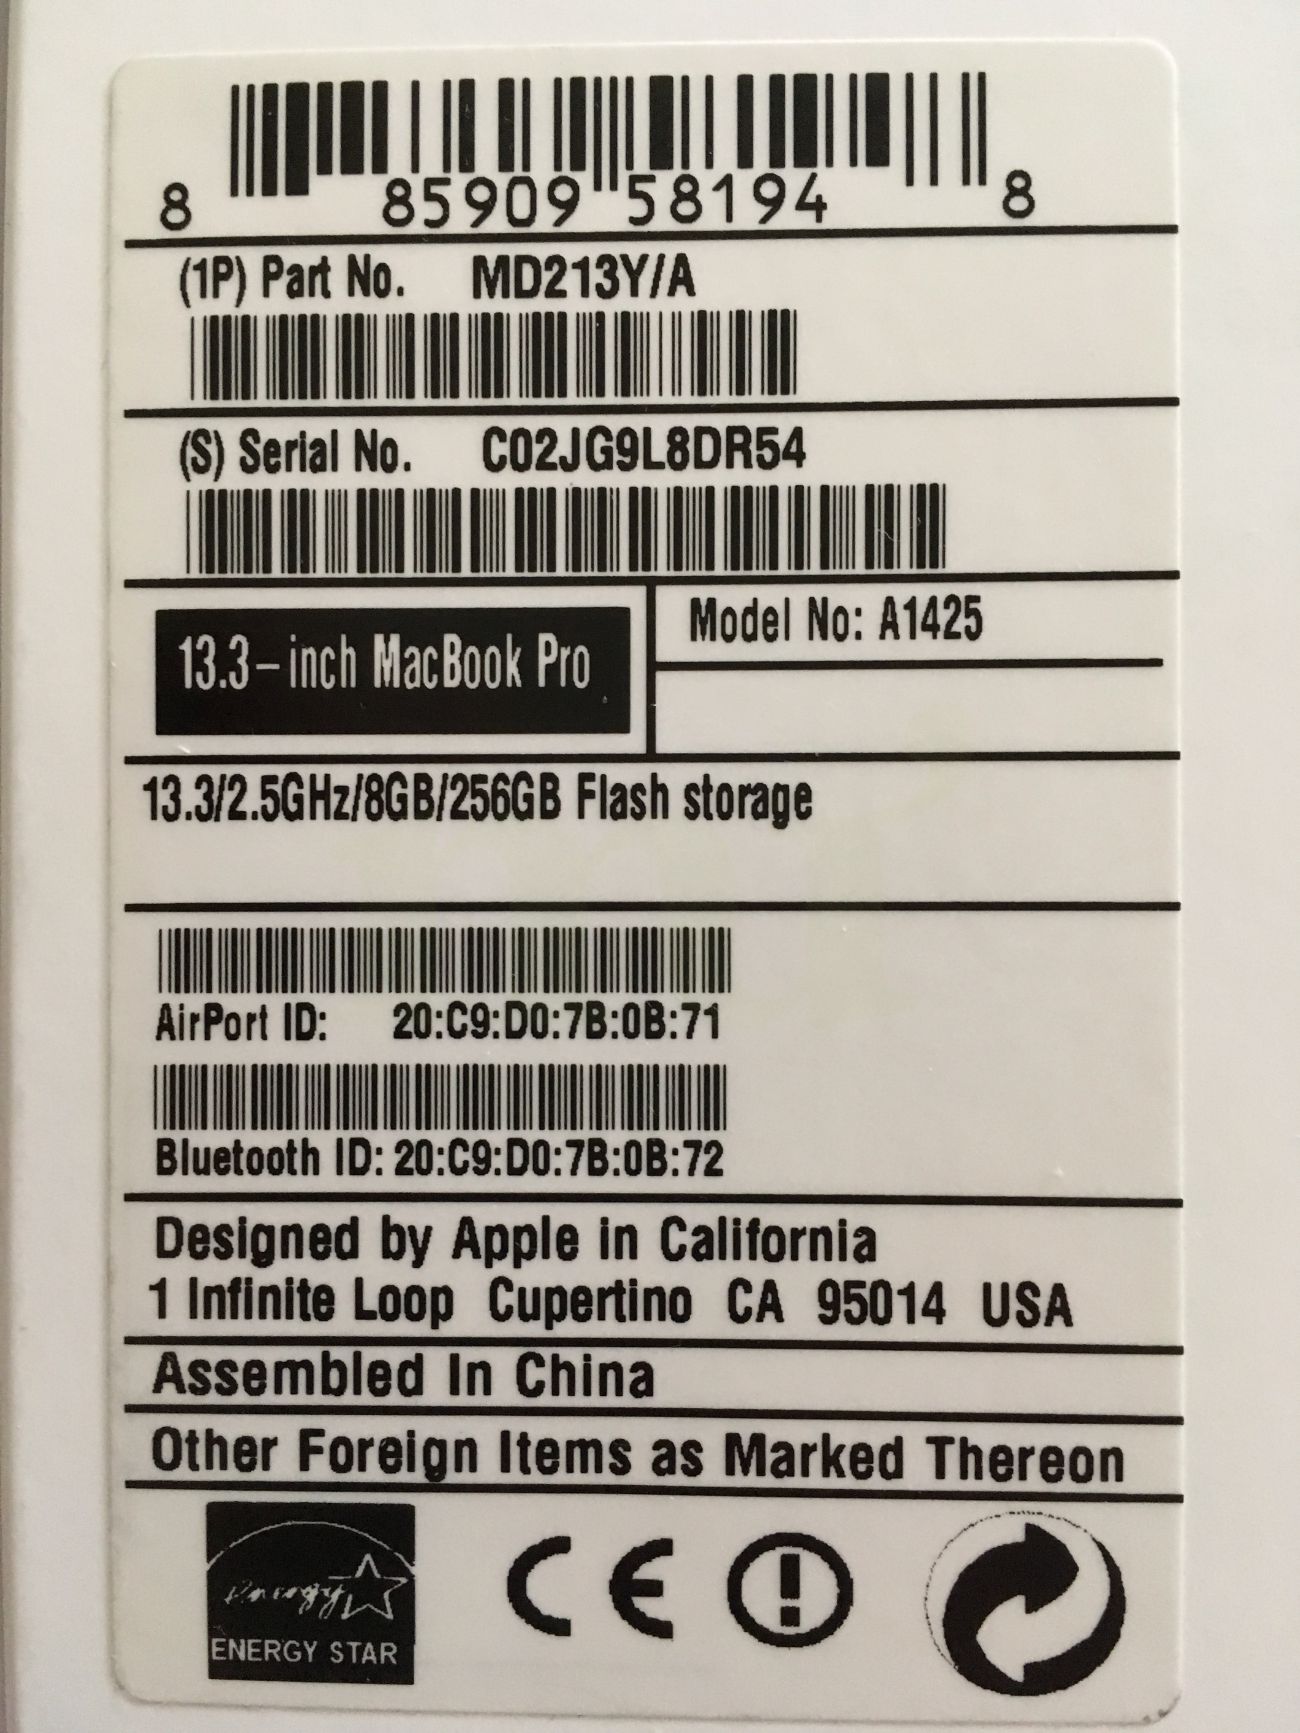 8 85909 58194 8
(1P) Part No. MD213Y/A
(S) Serial No. C02JG9L8DR54
13.3-inch MacBook Pro
Model No: A1425
13.3/2.5GHz/8GB/256GB Flash storage
AirPort ID: 20:C9:D0:7B:0B:71
Bluetooth ID: 20:C9:D0:7B:0B:72
Designed by Apple in California
1 Infinite Loop Cupertino CA 95014 USA
Assembled In China
Other Foreign Items as Marked Thereon
energy
ENERGY STAR
CE